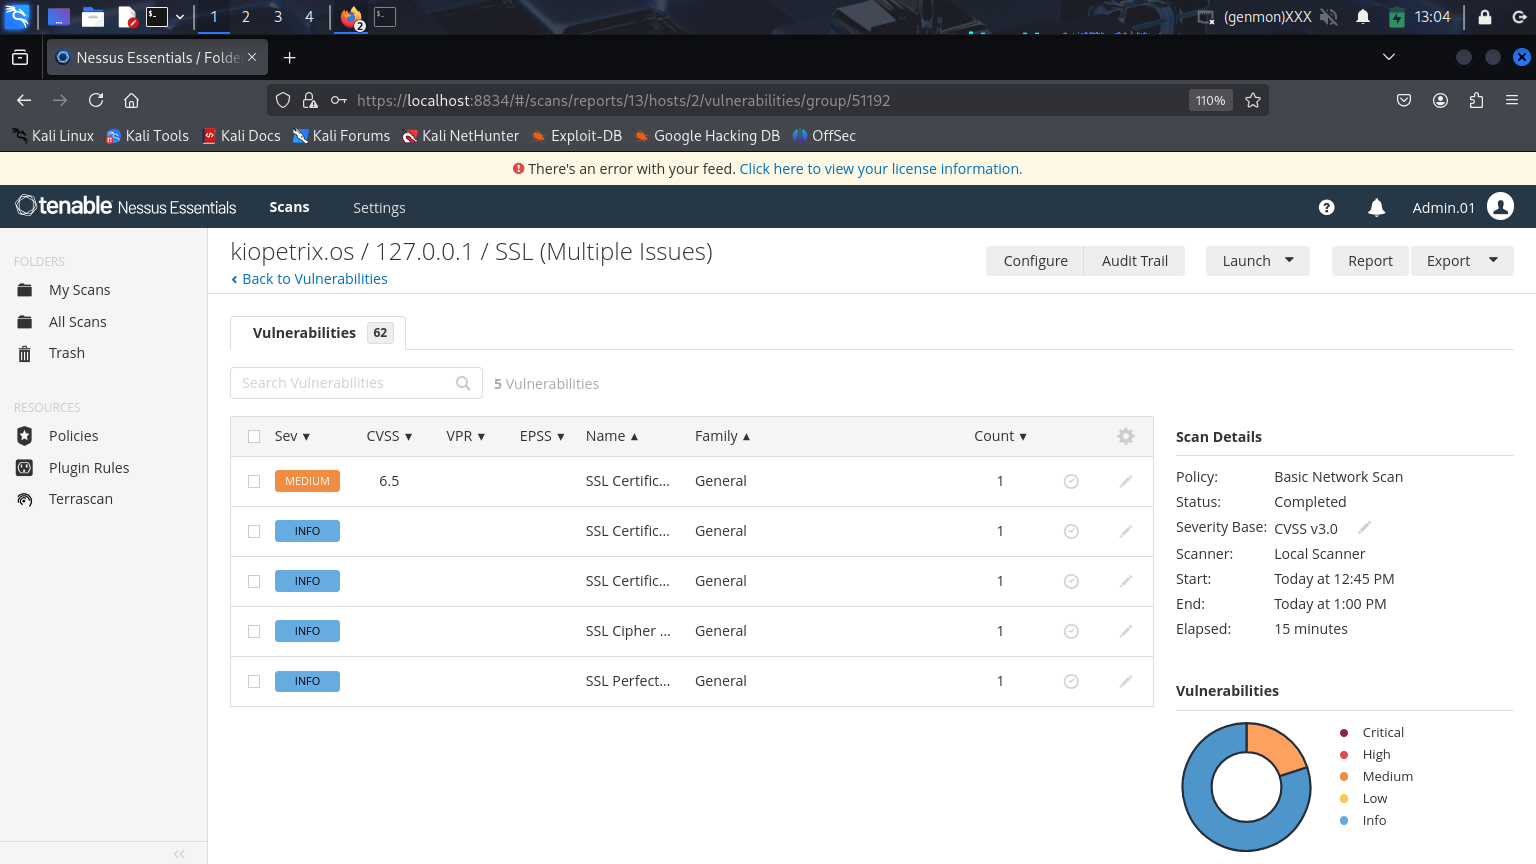 1 2 3 4 2 (genmon)XXX 13:04
Nessus Essentials / Folde
https://localhost:8834/#/scans/reports/13/hosts/2/vulnerabilities/group/51192 110%
Kali Linux Kali Tools Kali Docs Kali Forums Kali NetHunter Exploit-DB Google Hacking DB OffSec
There's an error with your feed. Click here to view your license information.
tenable Nessus Essentials Scans Settings Admin.01
FOLDERS
My Scans
All Scans
Trash
RESOURCES
Policies
Plugin Rules
Terrascan
kiopetrix.os / 127.0.0.1 / SSL (Multiple Issues)
Back to Vulnerabilities
Configure Audit Trail Launch Report Export
Vulnerabilities 62
Search Vulnerabilities 5 Vulnerabilities
Sev CVSS VPR EPSS Name Family Count
MEDIUM 6.5 SSL Certific... General 1
INFO SSL Certific... General 1
INFO SSL Certific... General 1
INFO SSL Cipher ... General 1
INFO SSL Perfect... General 1
Scan Details
Policy: Basic Network Scan
Status: Completed
Severity Base: CVSS v3.0
Scanner: Local Scanner
Start: Today at 12:45 PM
End: Today at 1:00 PM
Elapsed: 15 minutes
Vulnerabilities
Critical
High
Medium
Low
Info